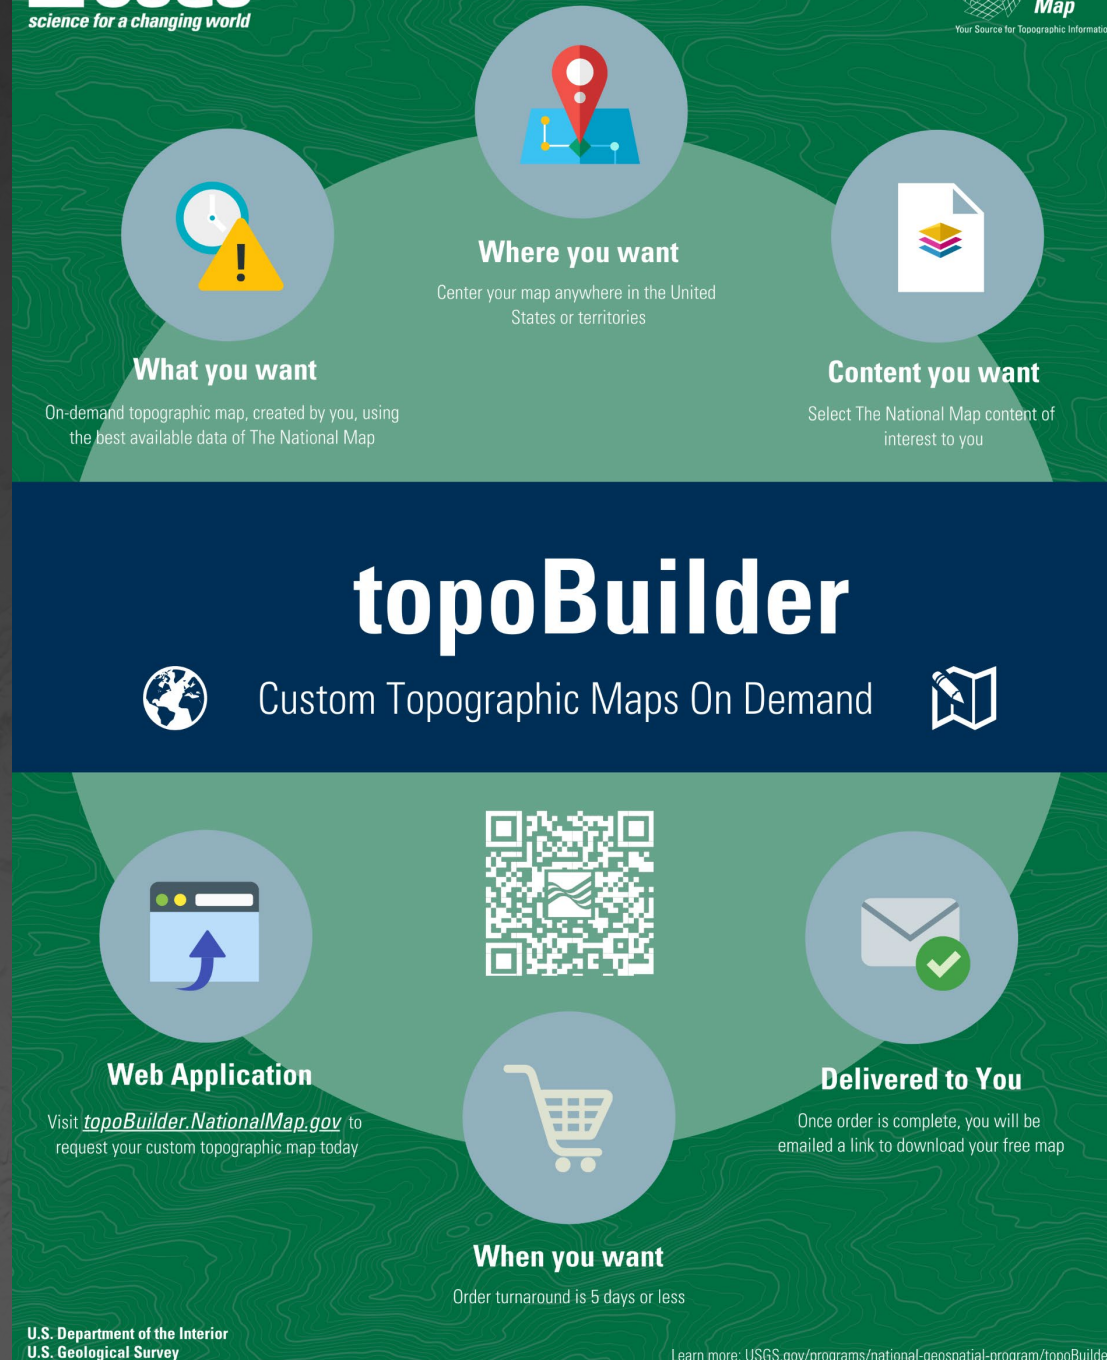 science for a changing world
Map
Your Source for Topographic Informatio
Where you want
Center your map anywhere in the United
States or territories
What you want
On-demand topographic map, created by you, using
the best available data of The National Map
Content you want
Select The National Map content of
interest to you
topoBuilder
Custom Topographic Maps On Demand
Web Application
Visit topoBuilder.NationalMap.gov to
request your custom topographic map today
Delivered to You
Once order is complete, you will be
emailed a link to download your free map
When you want
Order turnaround is 5 days or less
U.S. Department of the Interior
U.S. Geological Survey
Learn more: USGS.gov/programs/national-geospatial-program/topoBuilde